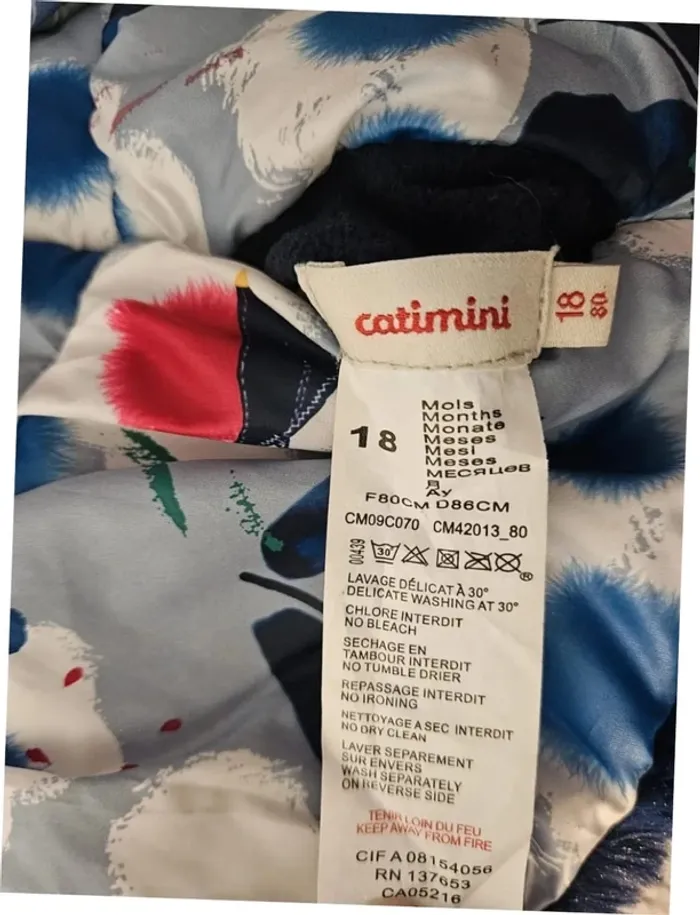 catimini
18
80
18
Mois
Months
Monate
Meses
Mesi
Meses
МЕСЯЦЕВ
Ay
F80CM D86CM
CM09C070 CM42013_80
00439
30
LAVAGE DÉLICAT À 30°
DELICATE WASHING AT 30°
CHLORE INTERDIT
NO BLEACH
SECHAGE EN
TAMBOUR INTERDIT
NO TUMBLE DRIER
REPASSAGE INTERDIT
NO IRONING
NETTOYAGE A SEC INTERDIT
NO DRY CLEAN
LAVER SEPAREMENT
SUR ENVERS
WASH SEPARATELY
ON REVERSE SIDE
TENIR LOIN DU FEU
KEEP AWAY FROM FIRE
CIF A 08154056
RN 137653
CA05216